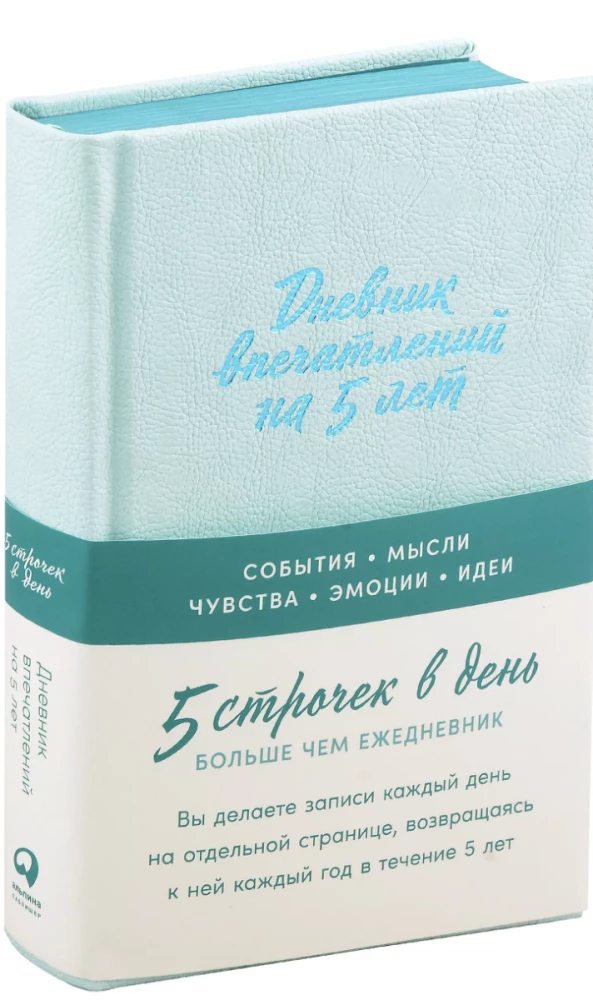 Дневник
впечатлений
на 5 лет
СОБЫТИЯ • МЫСЛИ
ЧУВСТВА • ЭМОЦИИ • ИДЕИ
5 строчек в день
БОЛЬШЕ ЧЕМ ЕЖЕДНЕВНИК
Вы делаете записи каждый день
на отдельной странице, возвращаясь
к ней каждый год в течение 5 лет
5 строчек
в день
Дневник
впечатлений
на 5 лет
альпина
ПАБЛИШЕР